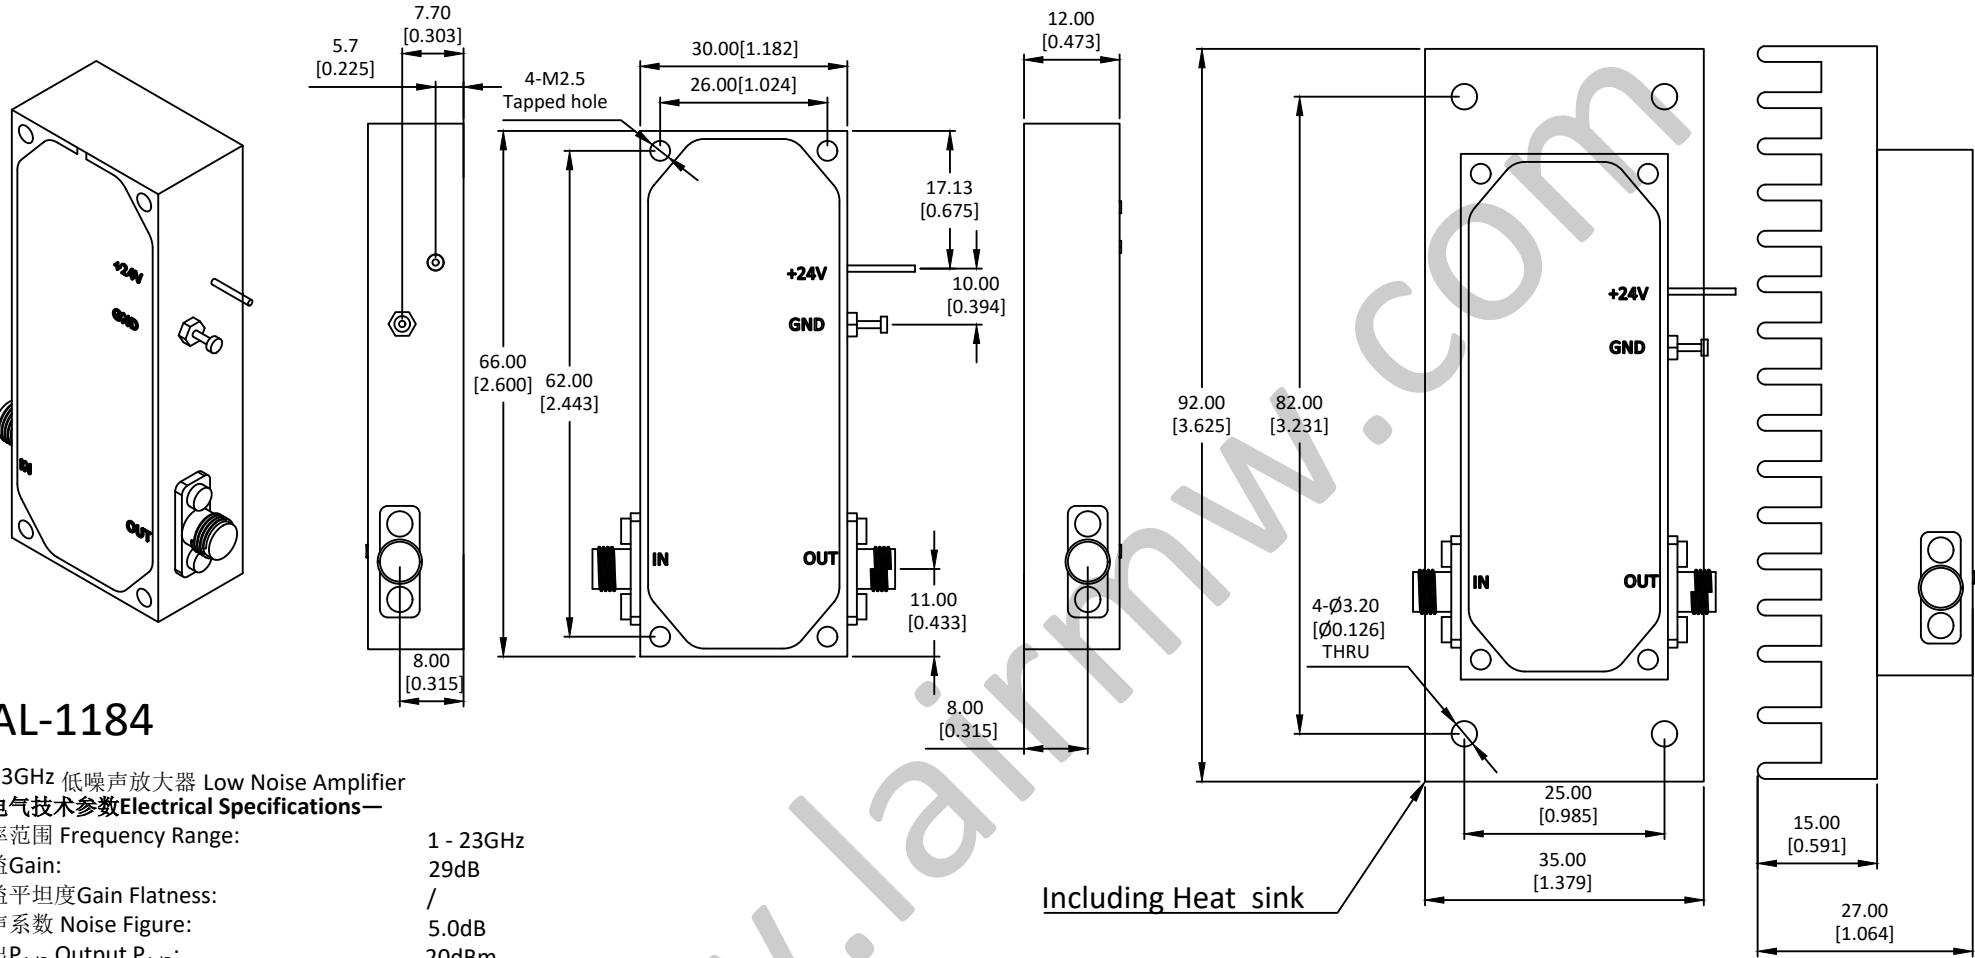 7.70
[0.303]
5.7
[0.225]
4-M2.5
Tapped hole
30.00[1.182]
26.00[1.024]
12.00
[0.473]
17.13
[0.675]
10.00
[0.394]
+24V
GND
66.00
[2.600]
62.00
[2.443]
IN
OUT
11.00
[0.433]
8.00
[0.315]
8.00
[0.315]
+24V
GND
IN
OUT
92.00
[3.625]
82.00
[3.231]
+24V
GND
IN
OUT
4-Ø3.20
[Ø0.126]
THRU
25.00
[0.985]
35.00
[1.379]
15.00
[0.591]
27.00
[1.064]
Including Heat sink
AL-1184
3GHz 低噪声放大器 Low Noise Amplifier
电气技术参数Electrical Specifications—
率范围 Frequency Range: 1 - 23GHz
益Gain: 29dB
益平坦度Gain Flatness: /
声系数 Noise Figure: 5.0dB
Output 20dBm
www.lairmw.com